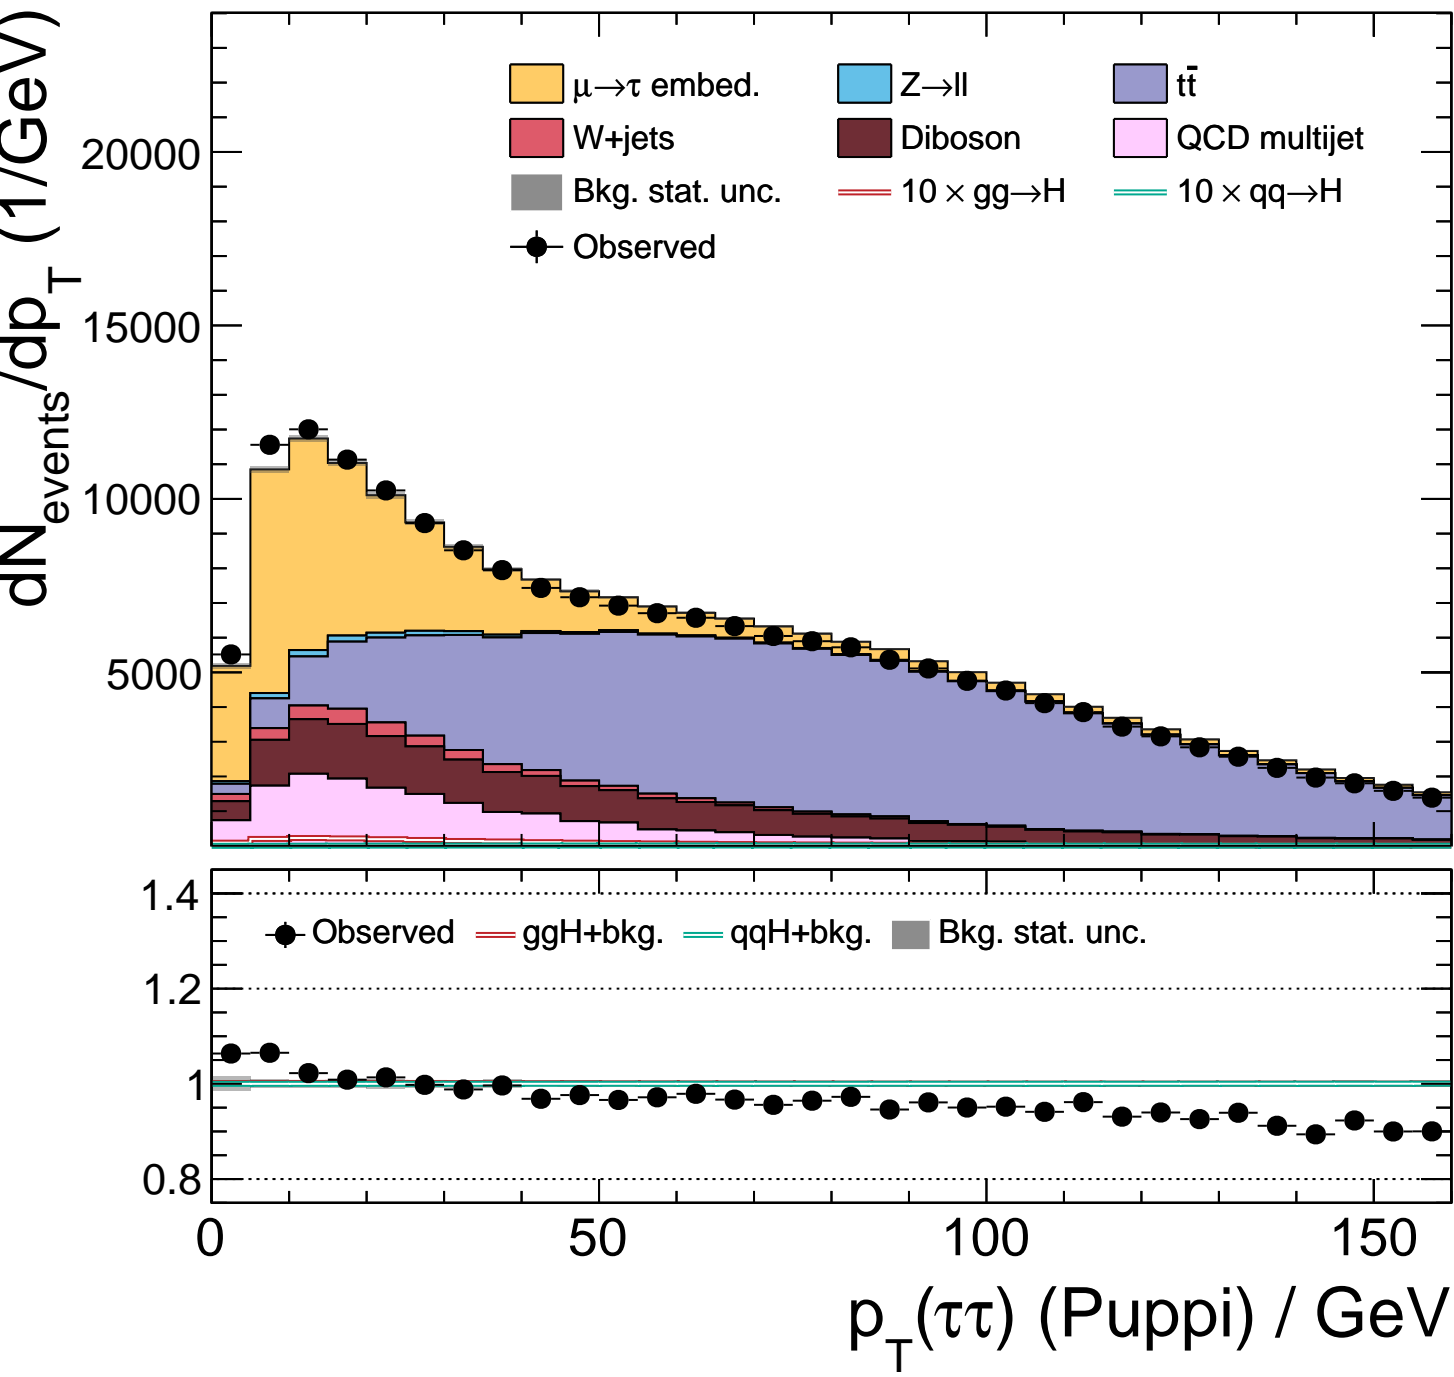 dN_events/dp_T (1/GeV)
μ→τ embed. Z→ll tt̄
W+jets Diboson QCD multijet
Bkg. stat. unc. 10 × gg→H 10 × qq→H
Observed
20000
15000
10000
5000
1.4
Observed ggH+bkg. qqH+bkg. Bkg. stat. unc.
1.2
1
0.8
0 50 100 150
p_T(ττ) (Puppi) / GeV